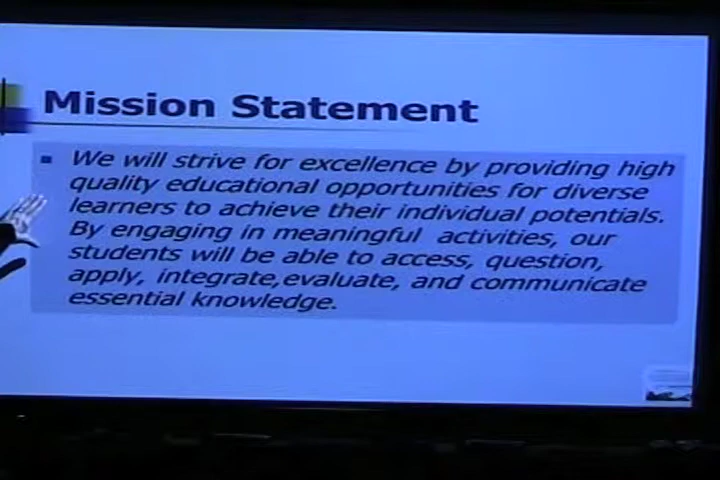 Mission Statement
We will strive for excellence by providing high
quality educational opportunities for diverse
learners to achieve their individual potentials.
By engaging in meaningful activities, our
students will be able to access, question,
apply, integrate,evaluate, and communicate
essential knowledge.